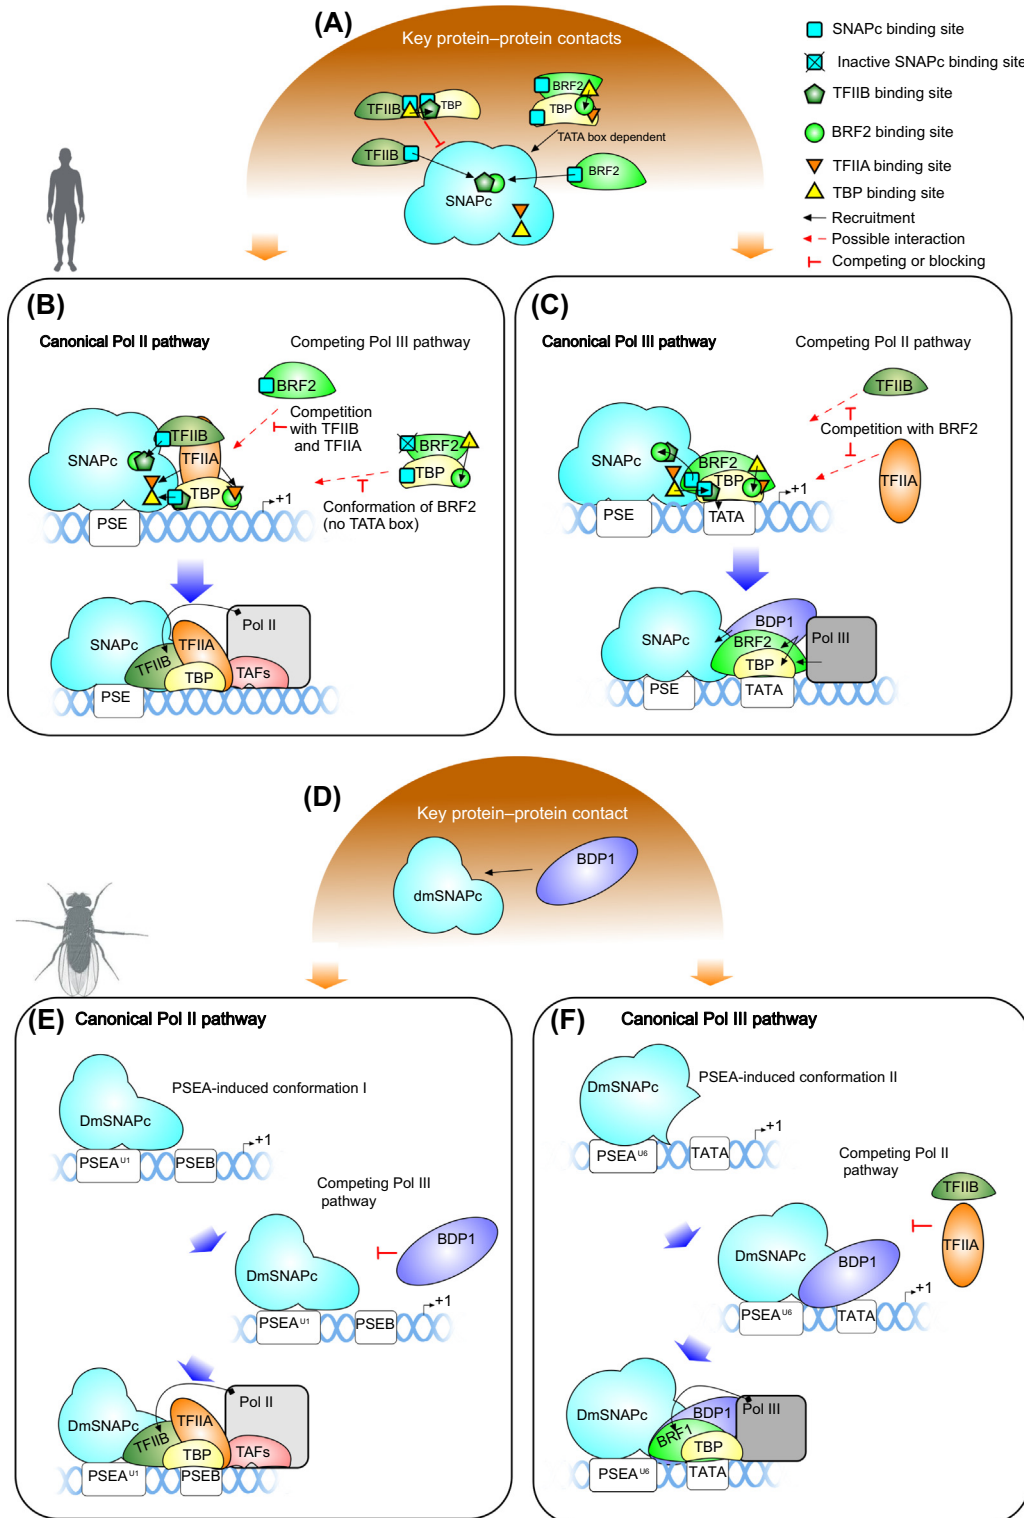 (A)
Key protein–protein contacts
TFIIB
TBP
BRF2
TBP
TATA box dependent
TFIIB
BRF2
SNAPc
SNAPc binding site
Inactive SNAPc binding site
TFIIB binding site
BRF2 binding site
TFIIA binding site
TBP binding site
Recruitment
Possible interaction
Competing or blocking
(B)
Canonical Pol II pathway
Competing Pol III pathway
BRF2
Competition
with TFIIB
and TFIIA
TFIIB
TFIIA
SNAPc
TBP
BRF2
TBP
+1
Conformation of BRF2
(no TATA box)
PSE
SNAPc
TFIIB
TFIIA
TBP
Pol II
TAFs
PSE
(C)
Canonical Pol III pathway
Competing Pol II pathway
TFIIB
Competition with BRF2
TFIIA
SNAPc
BRF2
TBP
+1
PSE
TATA
SNAPc
BDP1
BRF2
TBP
Pol III
PSE
TATA
(D)
Key protein–protein contact
dmSNAPc
BDP1
(E)
Canonical Pol II pathway
PSEA-induced conformation I
DmSNAPc
+1
PSEA U1
PSEB
Competing Pol III
pathway
BDP1
DmSNAPc
+1
PSEA U1
PSEB
DmSNAPc
TFIIB
TFIIA
TBP
Pol II
TAFs
PSEA U1
PSEB
(F)
Canonical Pol III pathway
PSEA-induced conformation II
DmSNAPc
+1
PSEA U6
TATA
Competing Pol II
pathway
TFIIB
TFIIA
DmSNAPc
BDP1
+1
PSEA U6
TATA
DmSNAPc
BRF1
BDP1
TBP
Pol III
PSEA U6
TATA